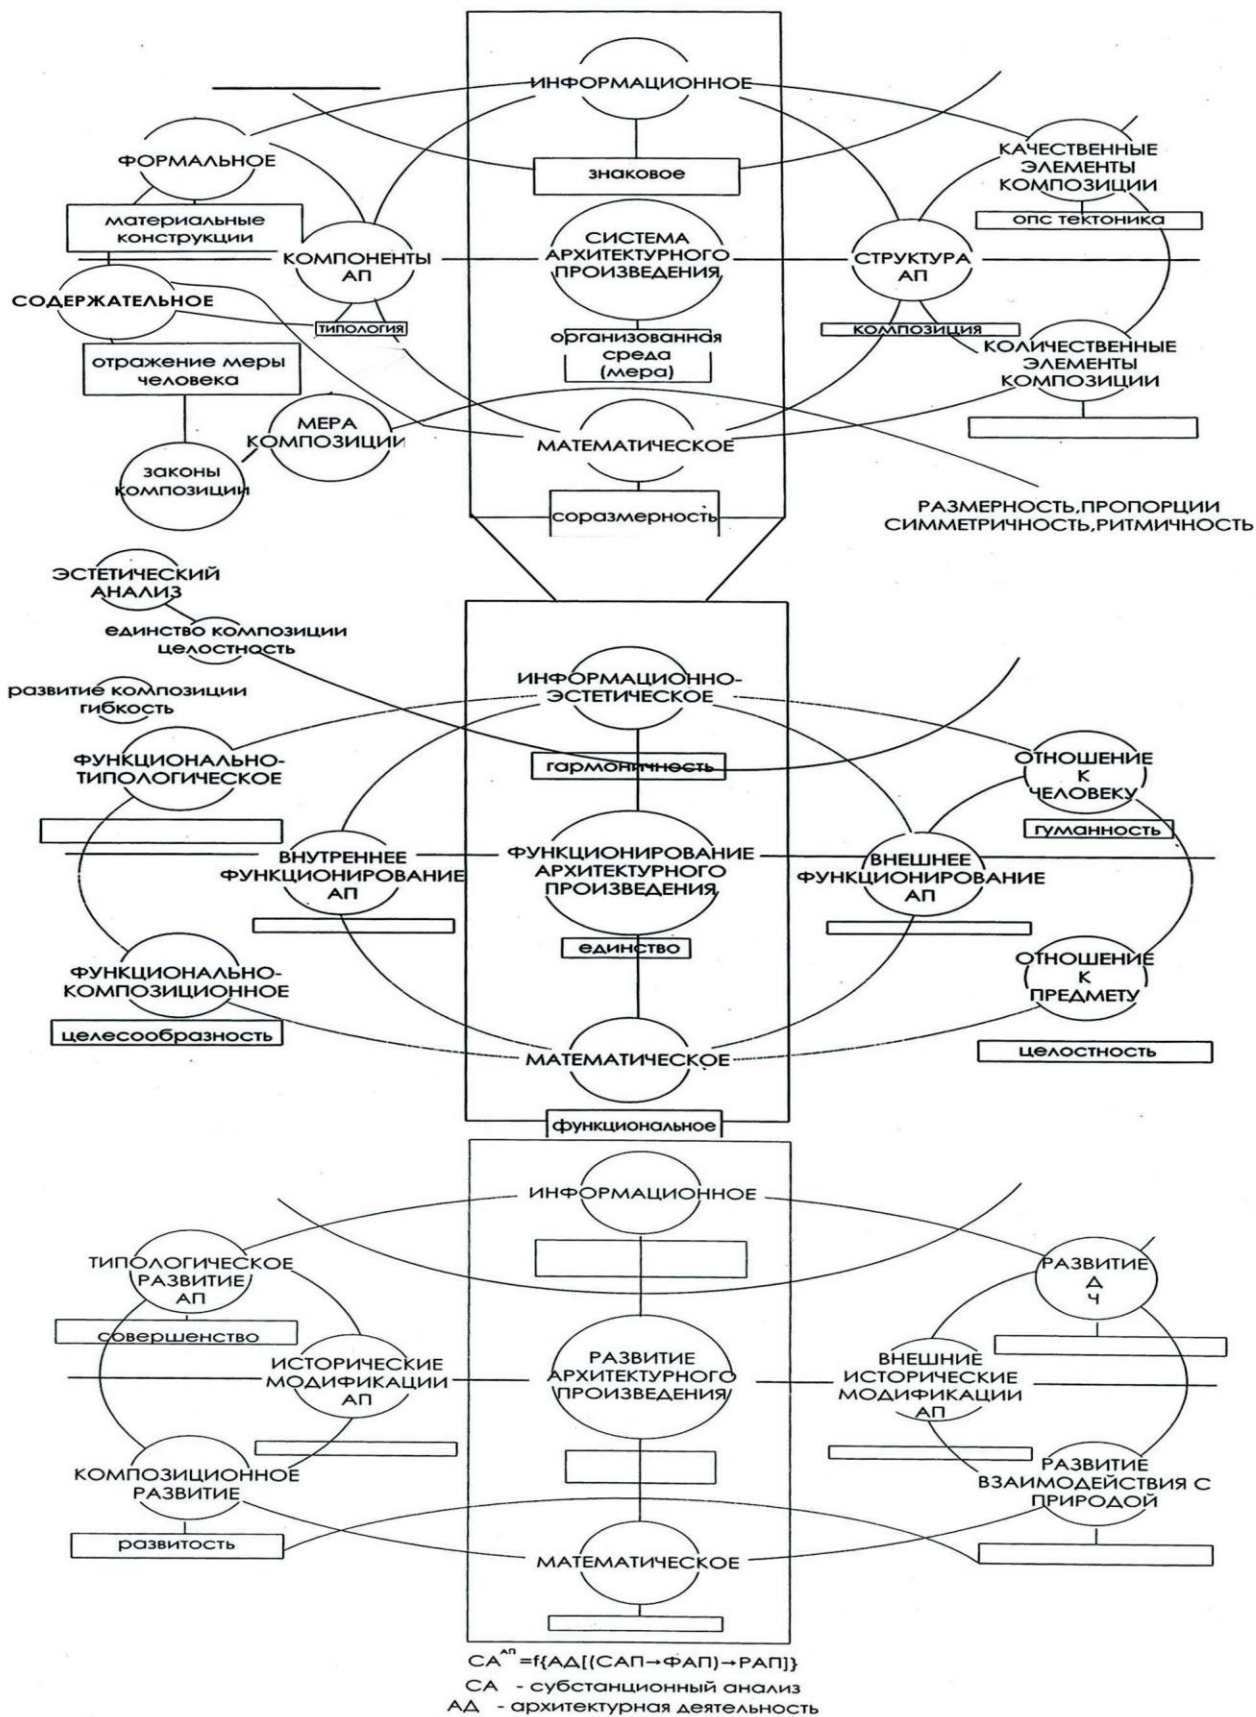 ИНФОРМАЦИОННОЕ
ФОРМАЛЬНОЕ
КАЧЕСТВЕННЫЕ
ЭЛЕМЕНТЫ
КОМПОЗИЦИИ
знаковое
материальные
конструкции
опс тектоника
КОМПОНЕНТЫ
АП
СИСТЕМА
АРХИТЕКТУРНОГО
ПРОИЗВЕДЕНИЯ
СТРУКТУРА
АП
СОДЕРЖАТЕЛЬНОЕ
типология
организованная
среда
(мера)
композиция
КОЛИЧЕСТВЕННЫЕ
ЭЛЕМЕНТЫ
КОМПОЗИЦИИ
отражение меры
человека
МЕРА
КОМПОЗИЦИИ
МАТЕМАТИЧЕСКОЕ
законы
композиции
соразмерность
РАЗМЕРНОСТЬ,ПРОПОРЦИИ
СИММЕТРИЧНОСТЬ,РИТМИЧНОСТЬ
ЭСТЕТИЧЕСКИЙ
АНАЛИЗ
единство композиции
целостность
развитие композиции
гибкость
ИНФОРМАЦИОННО-
ЭСТЕТИЧЕСКОЕ
ФУНКЦИОНАЛЬНО-
ТИПОЛОГИЧЕСКОЕ
гармоничность
ОТНОШЕНИЕ
К
ЧЕЛОВЕКУ
гуманность
ВНУТРЕННЕЕ
ФУНКЦИОНИРОВАНИЕ
АП
ФУНКЦИОНИРОВАНИЕ
АРХИТЕКТУРНОГО
ПРОИЗВЕДЕНИЯ
ВНЕШНЕЕ
ФУНКЦИОНИРОВАНИЕ
АП
единство
ФУНКЦИОНАЛЬНО-
КОМПОЗИЦИОННОЕ
ОТНОШЕНИЕ
К
ПРЕДМЕТУ
целесообразность
МАТЕМАТИЧЕСКОЕ
целостность
функциональное
ИНФОРМАЦИОННОЕ
ТИПОЛОГИЧЕСКОЕ
РАЗВИТИЕ
АП
РАЗВИТИЕ
Д
Ч
совершенство
ИСТОРИЧЕСКИЕ
МОДИФИКАЦИИ
АП
РАЗВИТИЕ
АРХИТЕКТУРНОГО
ПРОИЗВЕДЕНИЯ
ВНЕШНИЕ
ИСТОРИЧЕСКИЕ
МОДИФИКАЦИИ
АП
КОМПОЗИЦИОННОЕ
РАЗВИТИЕ
РАЗВИТИЕ
ВЗАИМОДЕЙСТВИЯ С
ПРИРОДОЙ
развитость
МАТЕМАТИЧЕСКОЕ
СА^АП =f{АД[(САП→ФАП)→РАП]}
СА - субстанционный анализ
АД - архитектурная деятельность